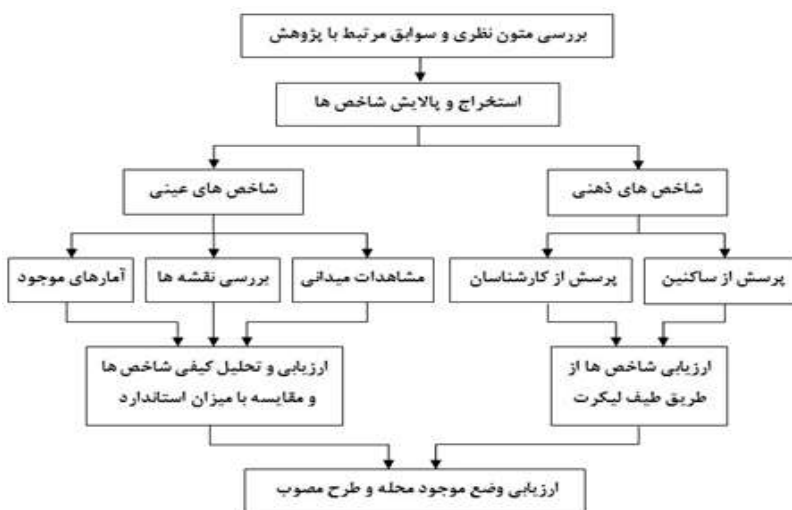 بررسی متون نظری و سوابق مرتبط با پژوهش
استخراج و پالایش شاخص ها
شاخص های ذهنی
شاخص های عینی
پرسش از ساکنین
پرسش از کارشناسان
مشاهدات میدانی
بررسی نقشه ها
آمارهای موجود
ارزیابی شاخص ها از
طریق طیف لیکرت
ارزیابی و تحلیل کیفی شاخص ها
و مقایسه با میزان استاندارد
ارزیابی وضع موجود محله و طرح مصوب